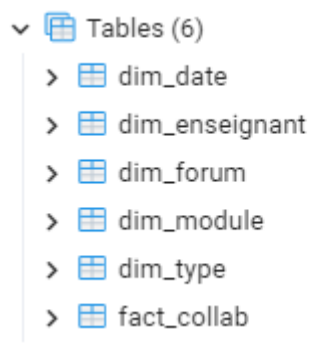 Tables (6)
dim_date
dim_enseignant
dim_forum
dim_module
dim_type
fact_collab